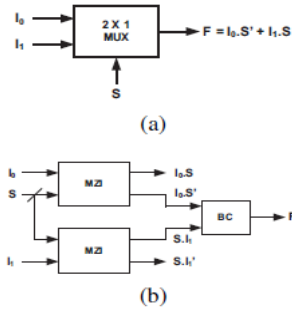 I₀
I₁
2 X 1
MUX
F = I₀.S' + I₁.S
S
(a)
I₀
S
I₁
MZI
MZI
I₀.S
I₀.S'
S.I₁
S.I₁'
BC
F
(b)